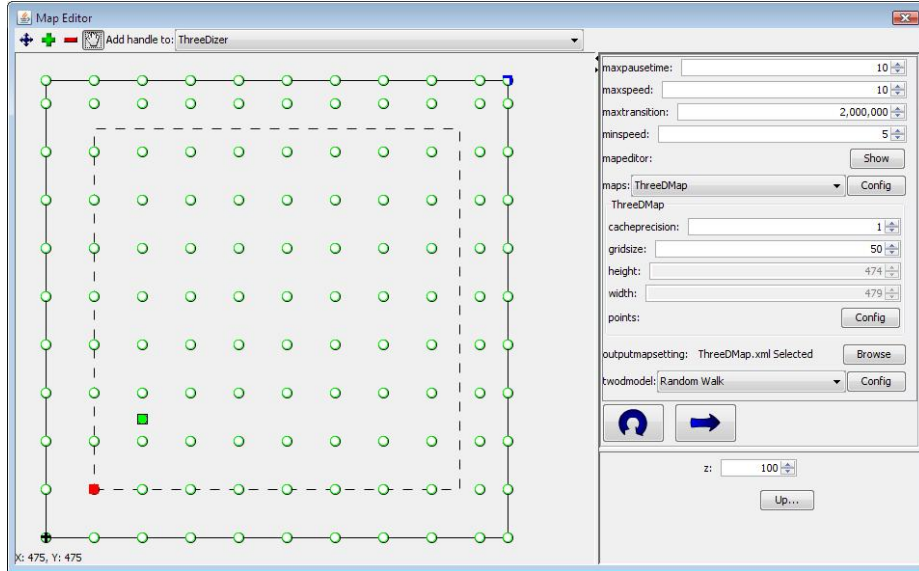 Map Editor
Add handle to: ThreeDizer
maxpausetime: 10
maxspeed: 10
maxtransition: 2,000,000
minspeed: 5
mapeditor: Show
maps: ThreeDMap Config
ThreeDMap
cacheprecision: 1
gridsize: 50
height: 474
width: 479
points: Config
outputmapsetting: ThreeDMap.xml Selected Browse
twodmodel: Random Walk Config
z: 100
Up...
X: 475, Y: 475